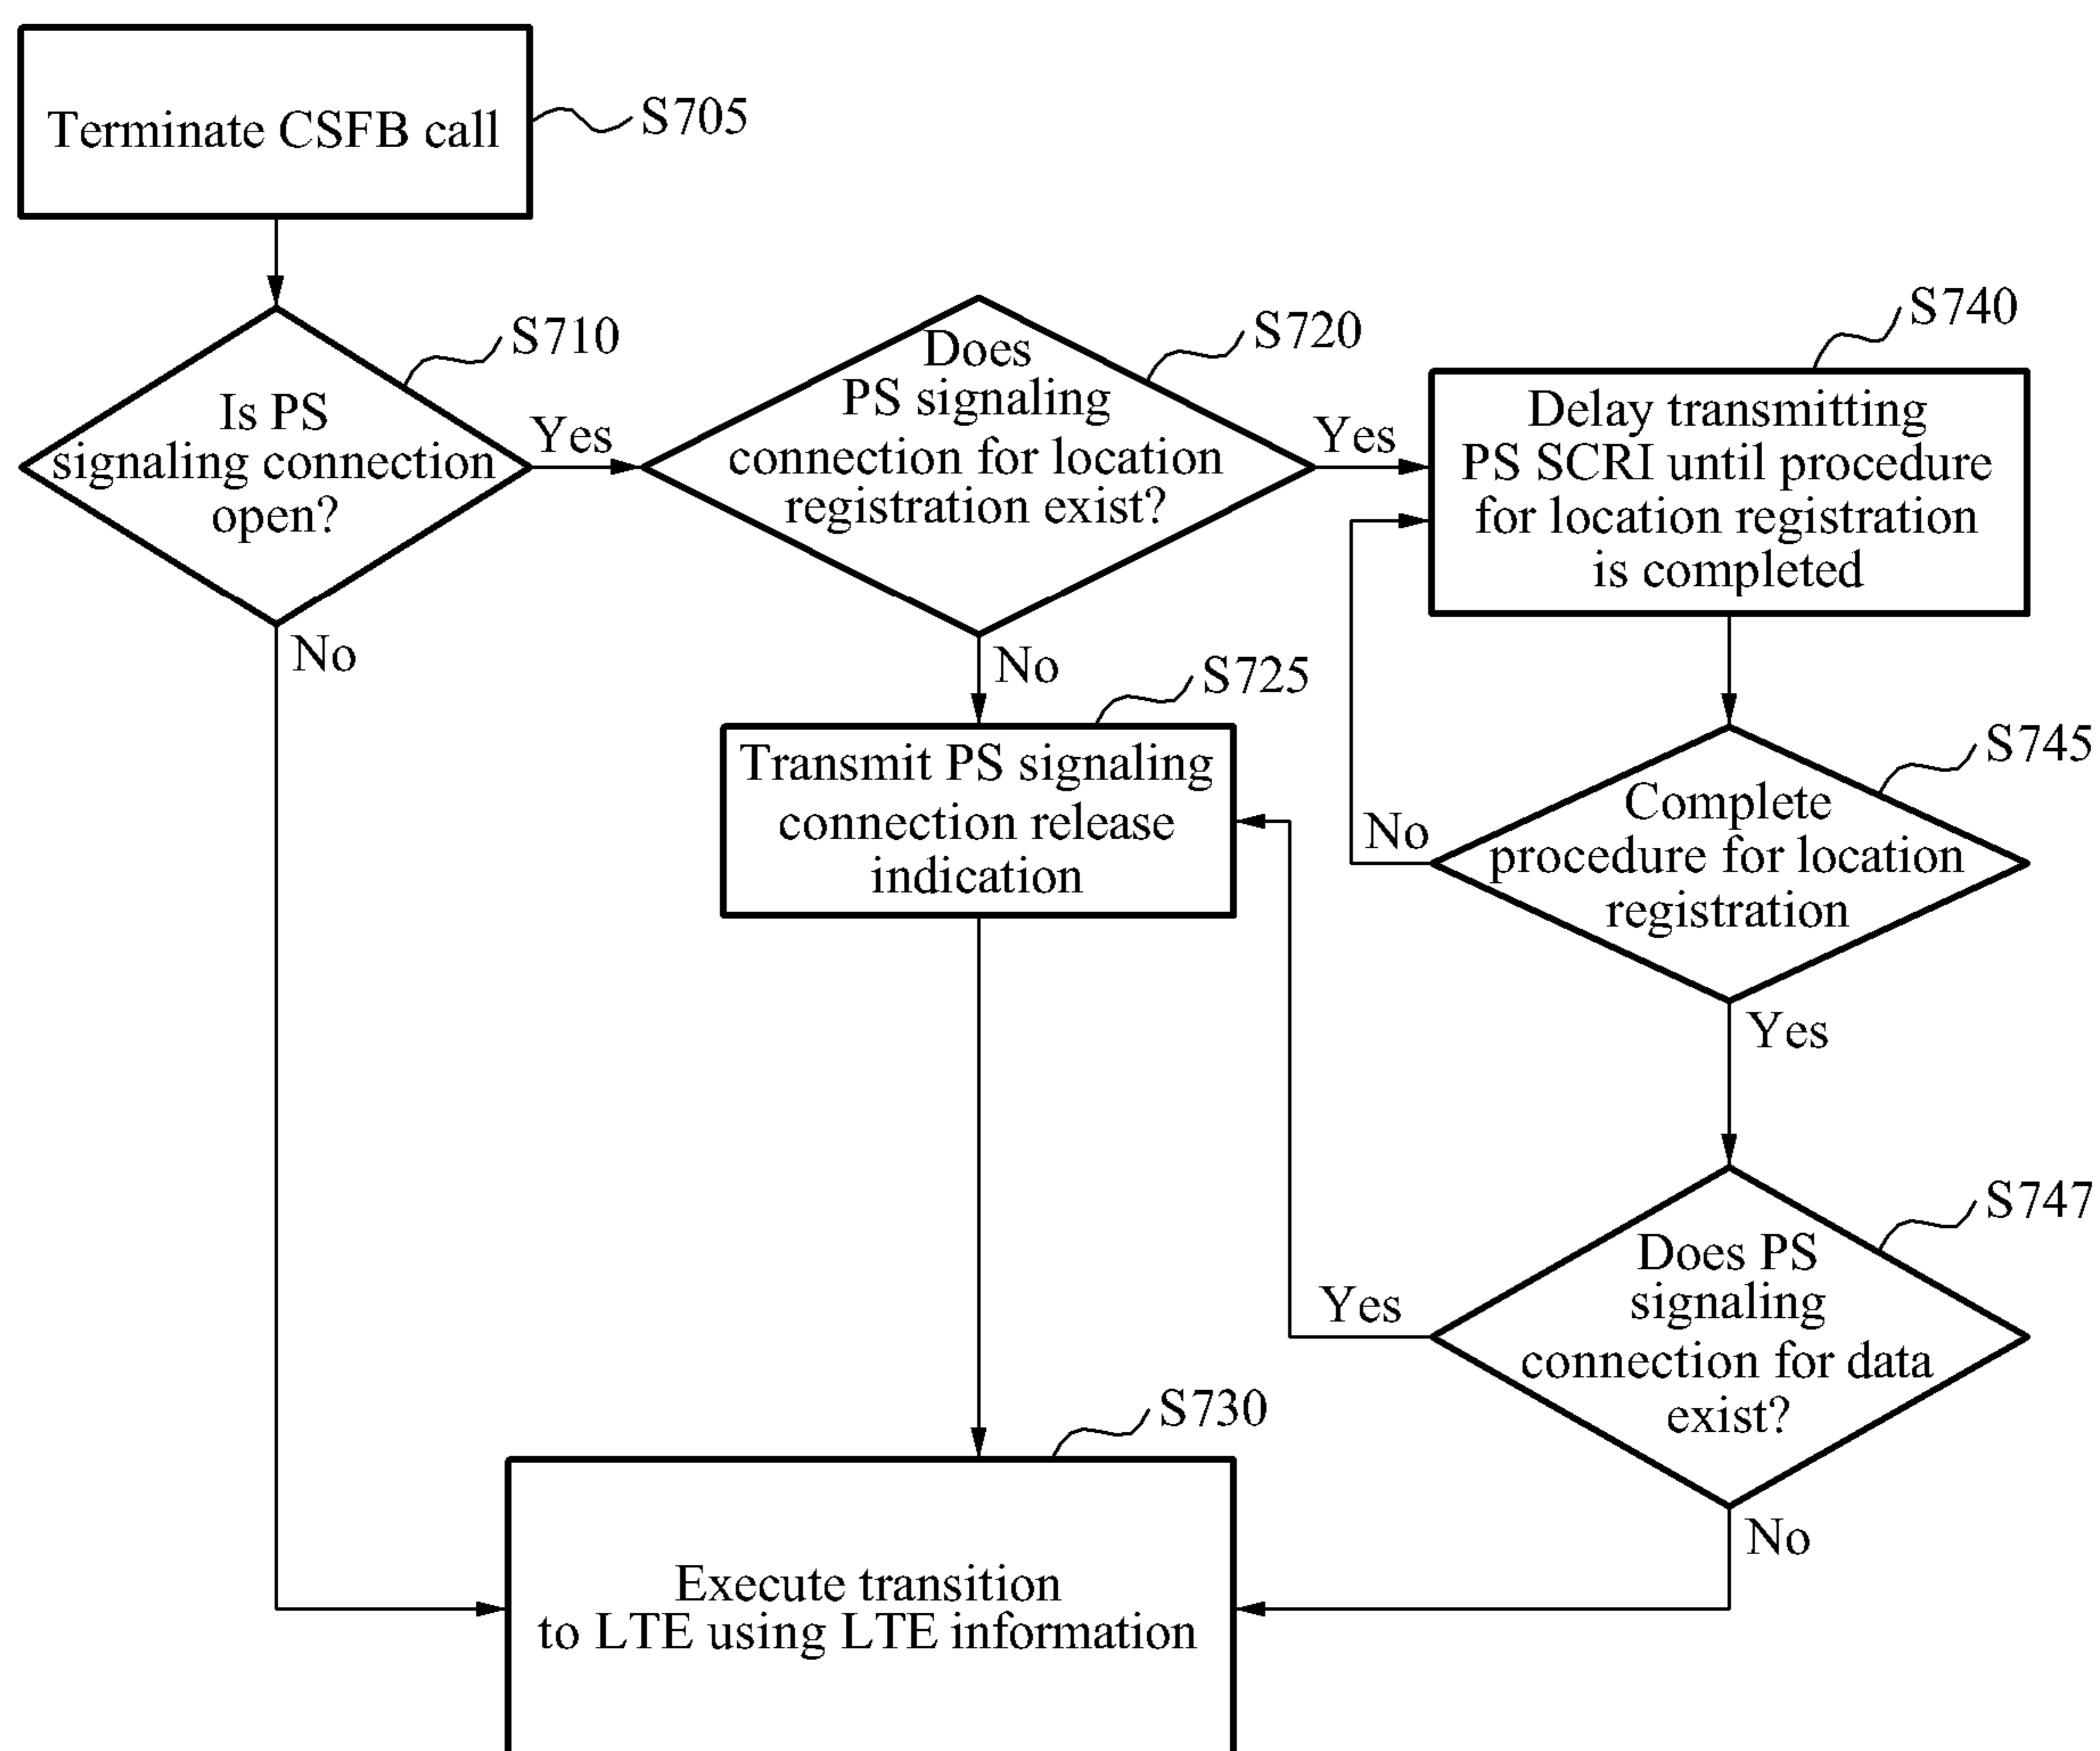 Terminate CSFB call
S705
Is PS
signaling connection
open?
S710
Yes
No
Does
PS signaling
connection for location
registration exist?
S720
Yes
No
Delay transmitting
PS SCRI until procedure
for location registration
is completed
S740
Transmit PS signaling
connection release
indication
S725
Complete
procedure for location
registration
S745
No
Yes
Does PS
signaling
connection for data
exist?
S747
Yes
No
Execute transition
to LTE using LTE information
S730